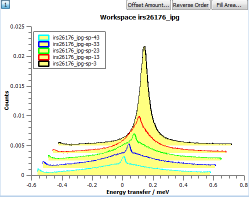 Offset Amount... Reverse Order Fill Area...
Workspace irs26176_ipg
irs26176_ipg-sp-43
irs26176_ipg-sp-33
irs26176_ipg-sp-23
irs26176_ipg-sp-13
irs26176_ipg-sp-3
Counts
0.025
0.02
0.015
0.01
0.005
0
-0.6 -0.4 -0.2 0 0.2 0.4 0.6 0.8
Energy transfer / meV